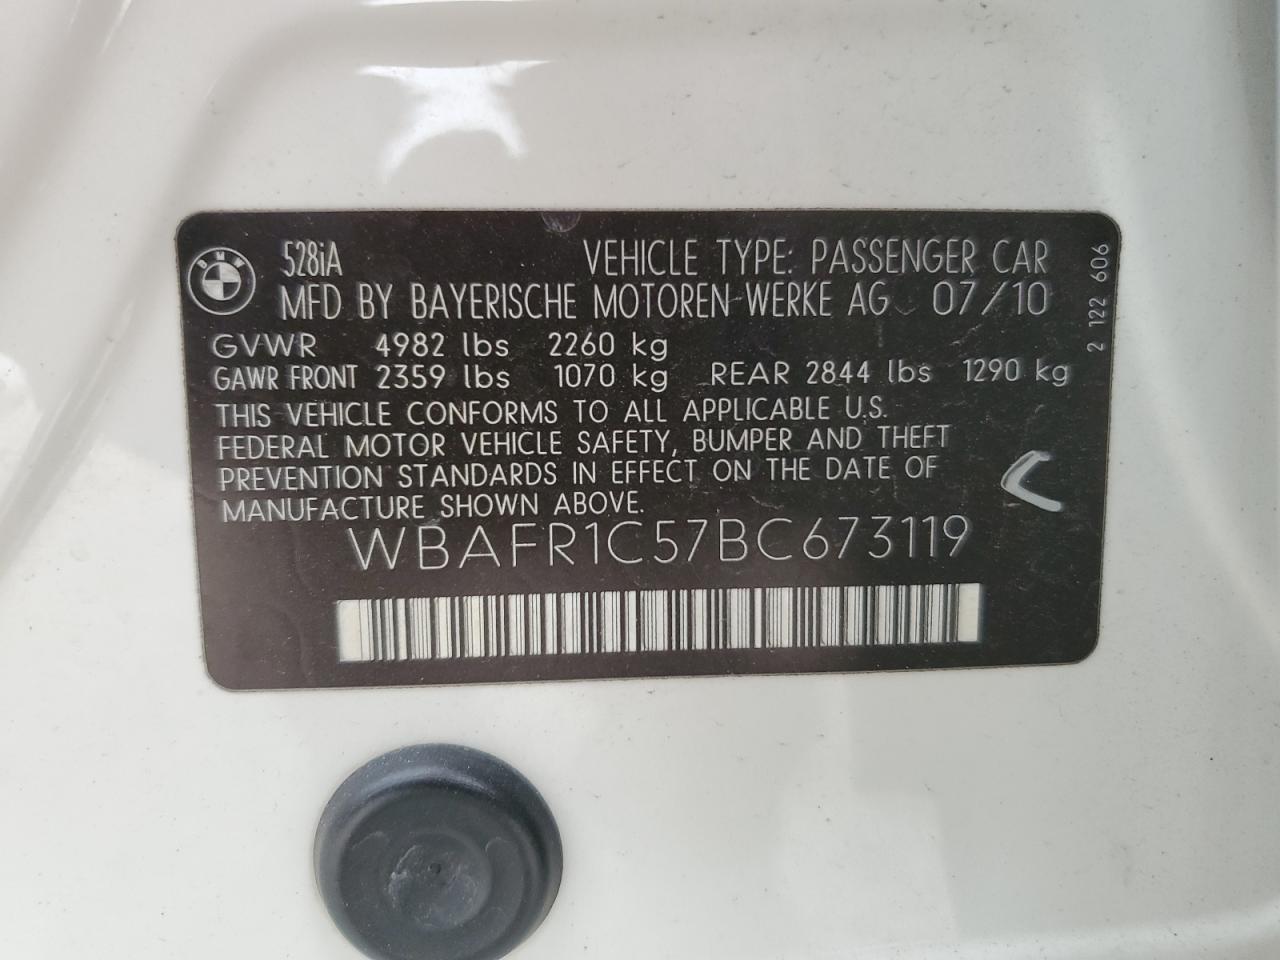 BMW
528iA VEHICLE TYPE: PASSENGER CAR
MFD BY BAYERISCHE MOTOREN WERKE AG 07/10
GVWR 4982 lbs 2260 kg
GAWR FRONT 2359 lbs 1070 kg REAR 2844 lbs 1290 kg
THIS VEHICLE CONFORMS TO ALL APPLICABLE U.S.
FEDERAL MOTOR VEHICLE SAFETY, BUMPER AND THEFT
PREVENTION STANDARDS IN EFFECT ON THE DATE OF
MANUFACTURE SHOWN ABOVE.
WBAFR1C57BC673119
2 122 606